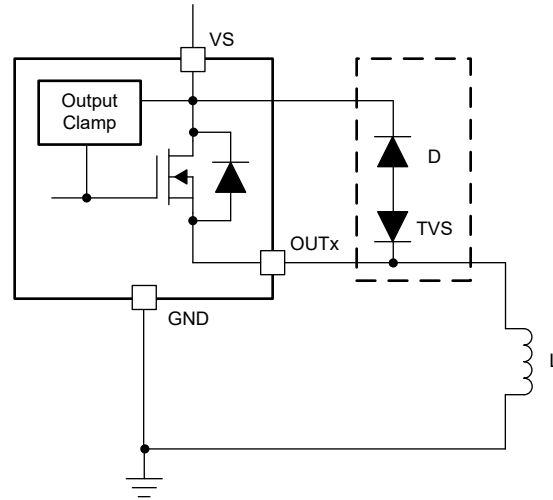 VS
Output
Clamp
D
TVS
OUTx
GND
L